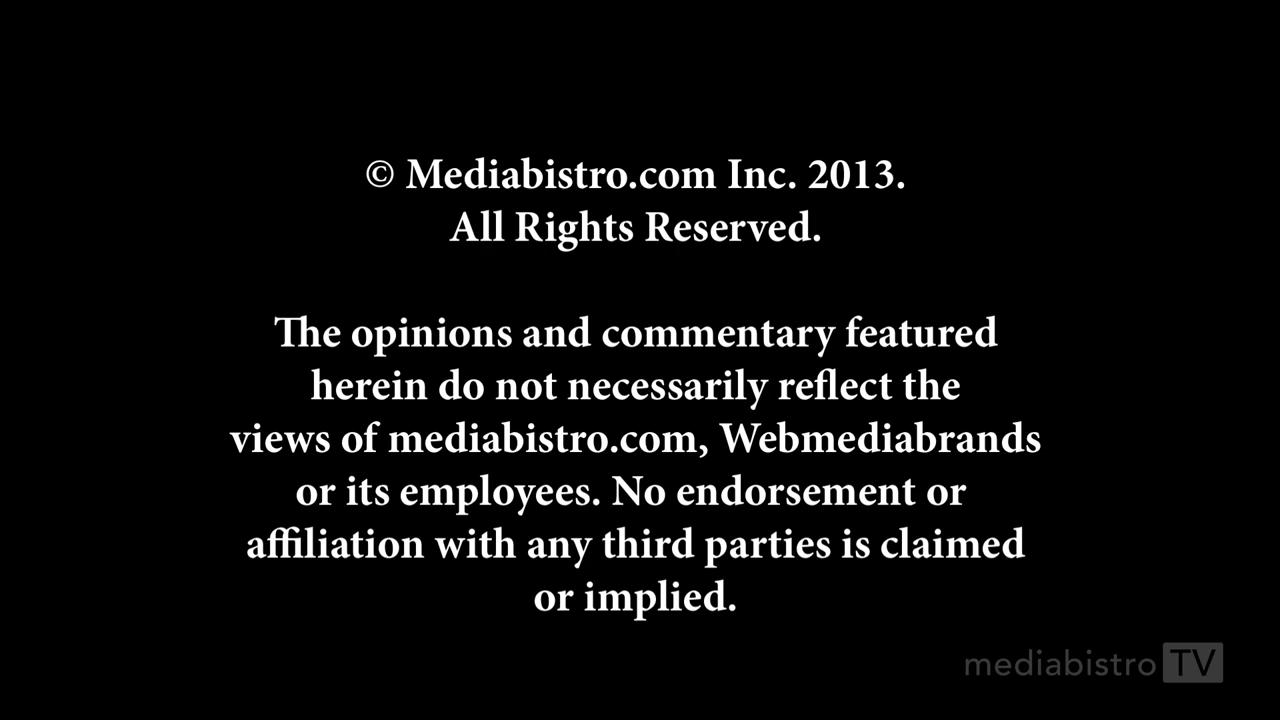 © Mediabistro.com Inc. 2013.
All Rights Reserved.
The opinions and commentary featured
herein do not necessarily reflect the
views of mediabistro.com, Webmediabrands
or its employees. No endorsement or
affiliation with any third parties is claimed
or implied.
mediabistro TV